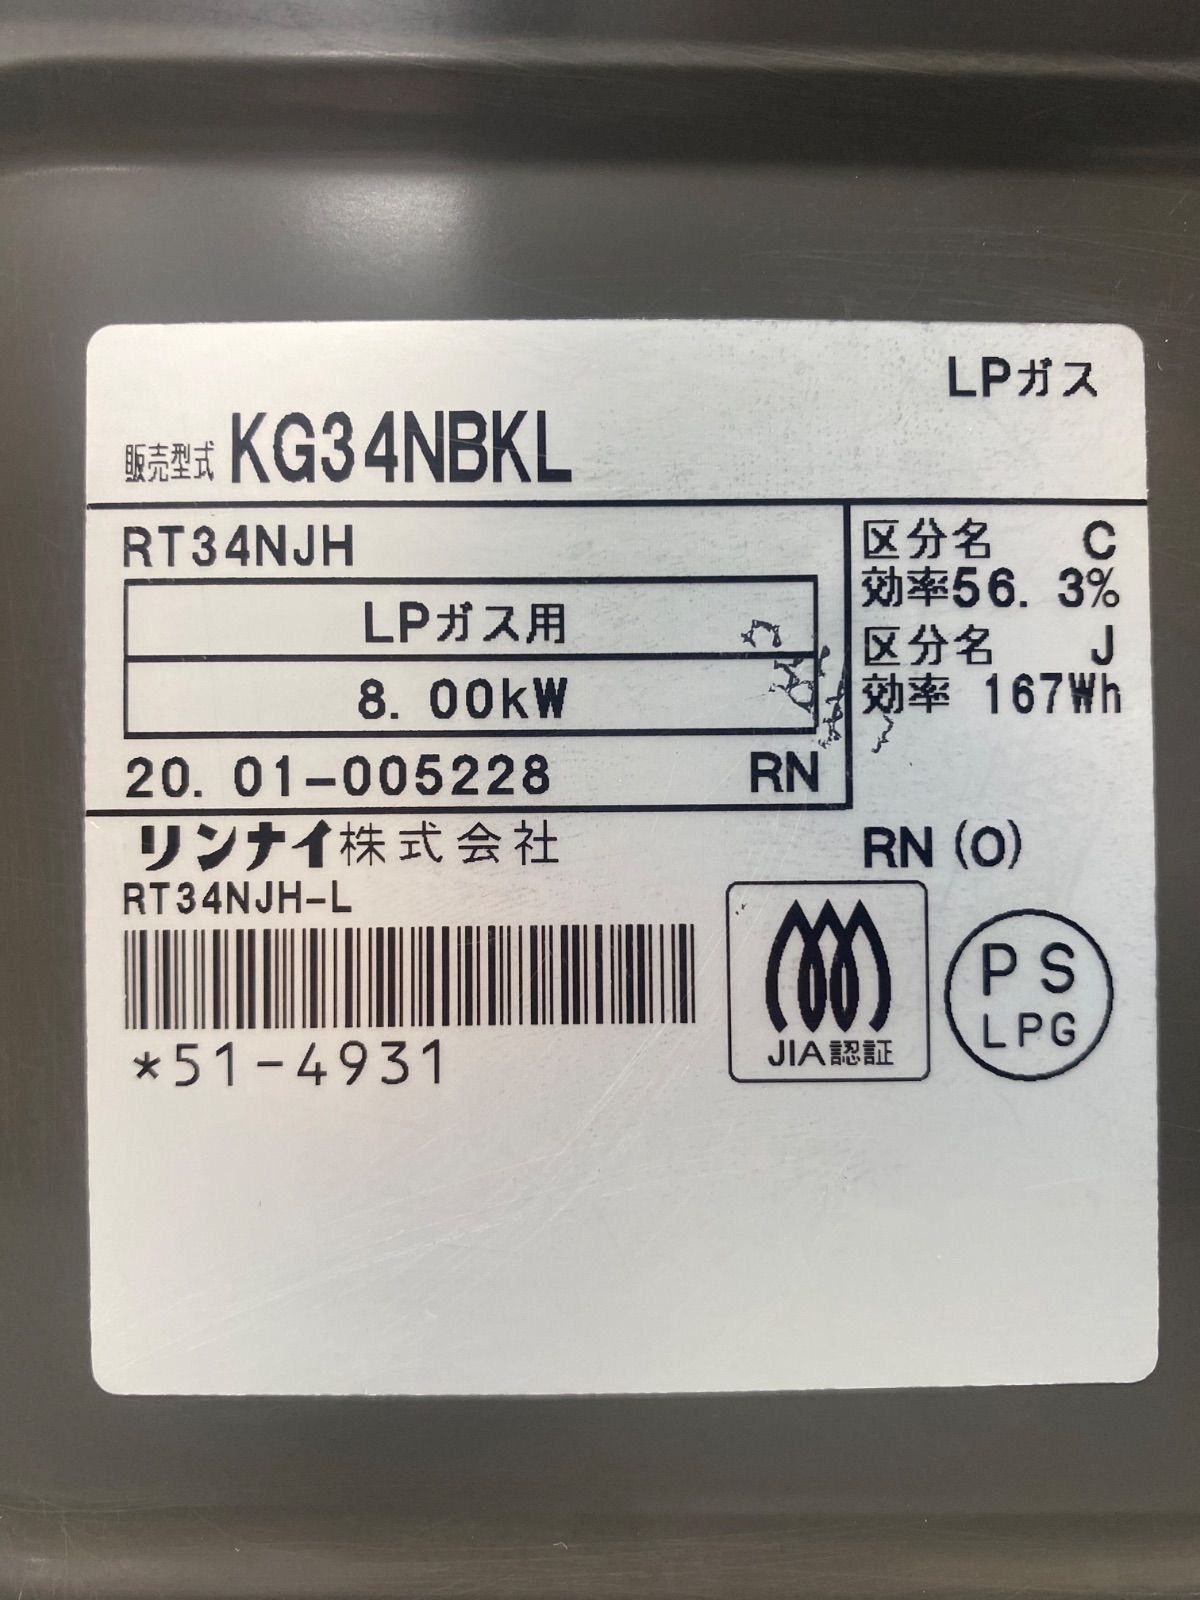 LPガス
販売型式 KG34NBKL
RT34NJH
LPガス用
8.00kW
20.01-005228 RN
区分名 C
効率56.3%
区分名 J
効率 167Wh
リンナイ株式会社
RN(O)
RT34NJH-L
*51-4931
JIA認証
PS
LPG